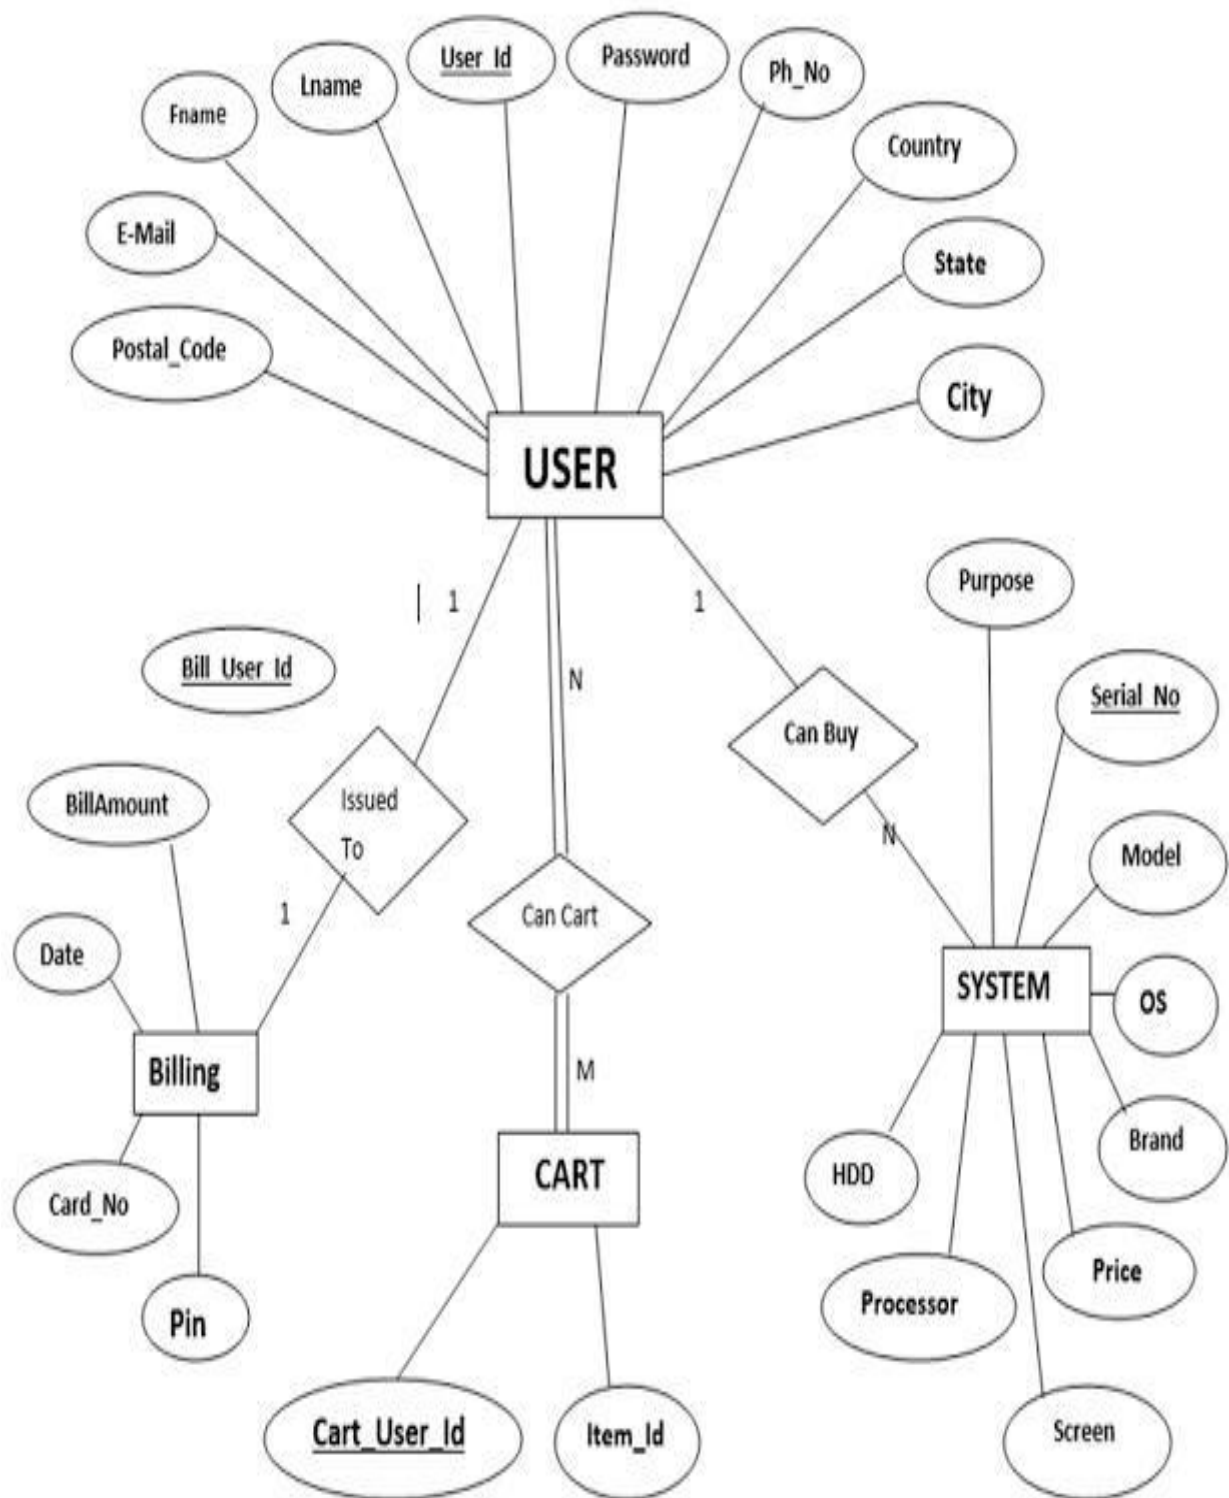 User_Id
Password
Ph_No
Lname
Fname
Country
E-Mail
State
Postal_Code
City
USER
Purpose
1
1
Bill_User_Id
N
Serial_No
Can Buy
BillAmount
Issued
To
N
Model
1
Can Cart
Date
SYSTEM
OS
Billing
M
Brand
CART
HDD
Card_No
Price
Processor
Pin
Cart_User_Id
Item_Id
Screen